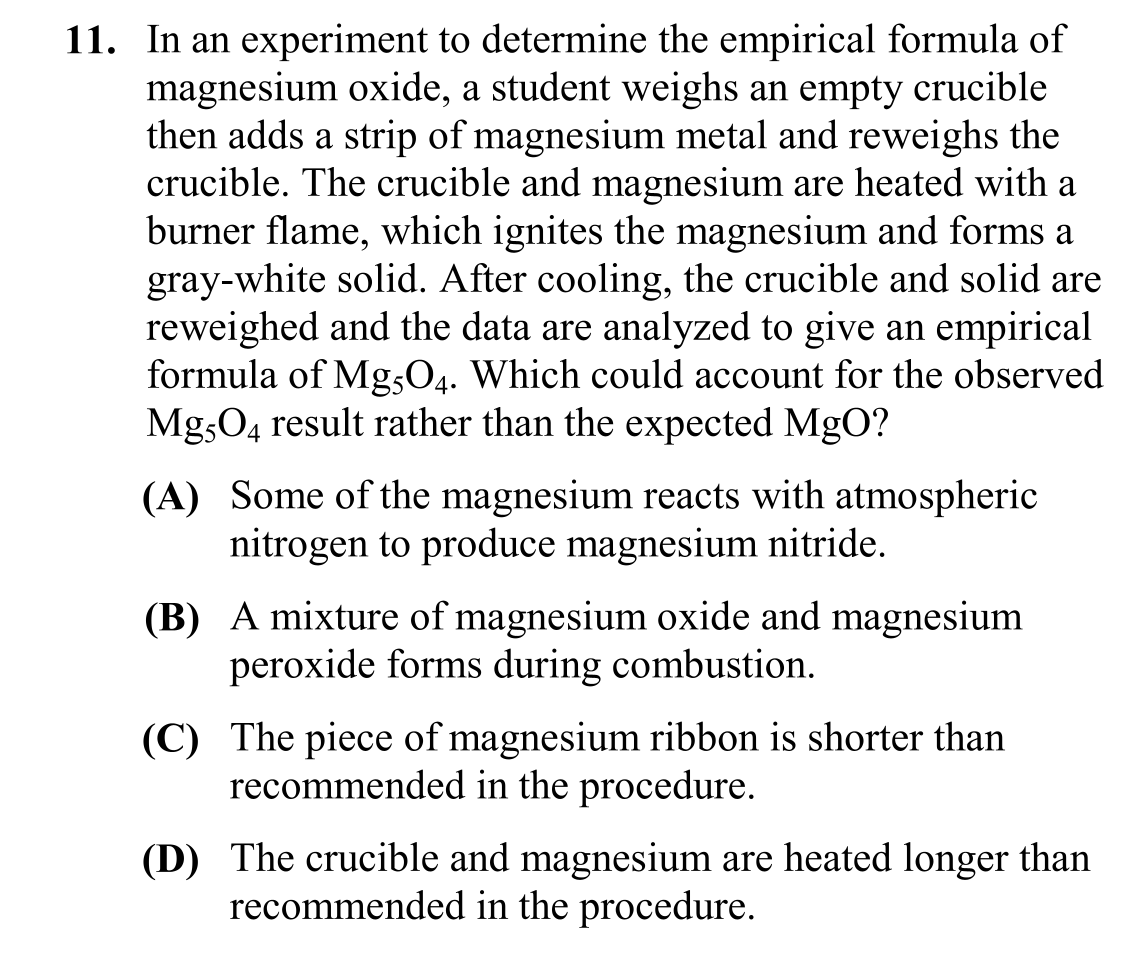 11. In an experiment to determine the empirical formula of
magnesium oxide, a student weighs an empty crucible
then adds a strip of magnesium metal and reweighs the
crucible. The crucible and magnesium are heated with a
burner flame, which ignites the magnesium and forms a
gray-white solid. After cooling, the crucible and solid are
reweighed and the data are analyzed to give an empirical
formula of Mg₅O₄. Which could account for the observed
Mg₅O₄ result rather than the expected MgO?
(A) Some of the magnesium reacts with atmospheric
nitrogen to produce magnesium nitride.
(B) A mixture of magnesium oxide and magnesium
peroxide forms during combustion.
(C) The piece of magnesium ribbon is shorter than
recommended in the procedure.
(D) The crucible and magnesium are heated longer than
recommended in the procedure.